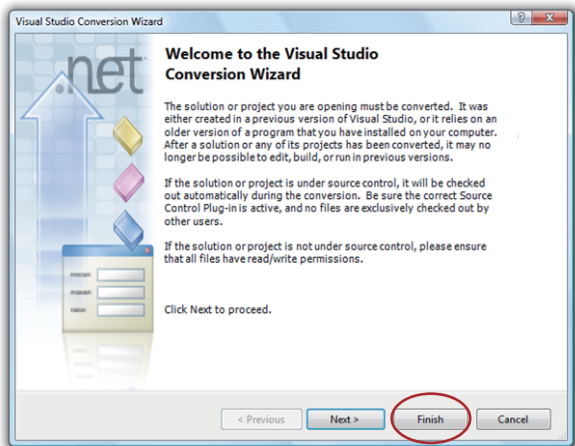 Visual Studio Conversion Wizard
.net
Welcome to the Visual Studio
Conversion Wizard
The solution or project you are opening must be converted. It was
either created in a previous version of Visual Studio, or it relies on an
older version of a program that you have installed on your computer.
After a solution or any of its projects has been converted, it may no
longer be possible to edit, build, or run in previous versions.
If the solution or project is under source control, it will be checked
out automatically during the conversion. Be sure the correct Source
Control Plug-in is active, and no files are exclusively checked out by
other users.
If the solution or project is not under source control, please ensure
that all files have read/write permissions.
Click Next to proceed.
< Previous
Next >
Finish
Cancel